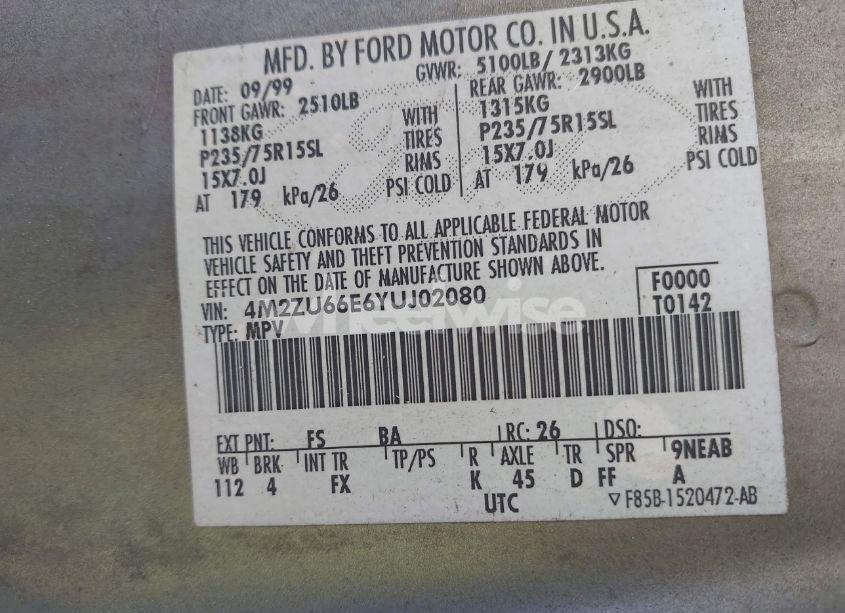 MFD. BY FORD MOTOR CO. IN U.S.A.
DATE: 09/99 GVWR: 5100LB/ 2313KG
FRONT GAWR: 2510LB REAR GAWR: 2900LB
1138KG WITH 1315KG WITH
P235/75R15SL TIRES P235/75R15SL TIRES
15X7.0J RIMS 15X7.0J RIMS
AT 179 kPa/26 PSI COLD AT 179 kPa/26 PSI COLD
THIS VEHICLE CONFORMS TO ALL APPLICABLE FEDERAL MOTOR
VEHICLE SAFETY AND THEFT PREVENTION STANDARDS IN
EFFECT ON THE DATE OF MANUFACTURE SHOWN ABOVE.
VIN: 4M2ZU66E6YUJ02080 F0000
TYPE: MPV T0142
wheelwise
EXT PNT: FS BA RC: 26 DSO:
WB BRK INT TR TP/PS R AXLE TR SPR 9NEAB
112 4 FX K 45 D FF A
UTC ▽F85B-1520472-AB